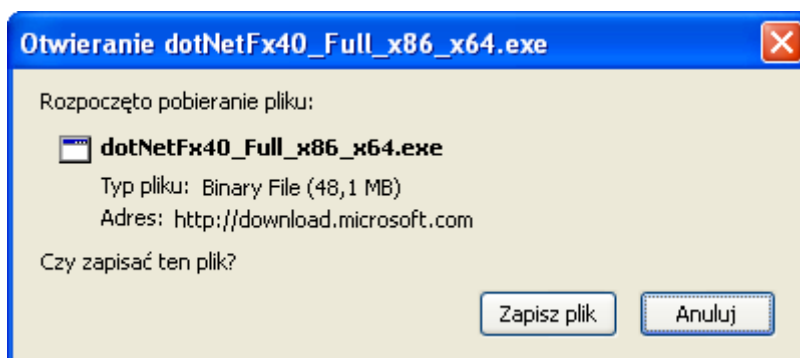 Otwieranie dotNetFx40_Full_x86_x64.exe
Rozpoczęto pobieranie pliku:
dotNetFx40_Full_x86_x64.exe
Typ pliku: Binary File (48,1 MB)
Adres: http://download.microsoft.com
Czy zapisać ten plik?
Zapisz plik Anuluj